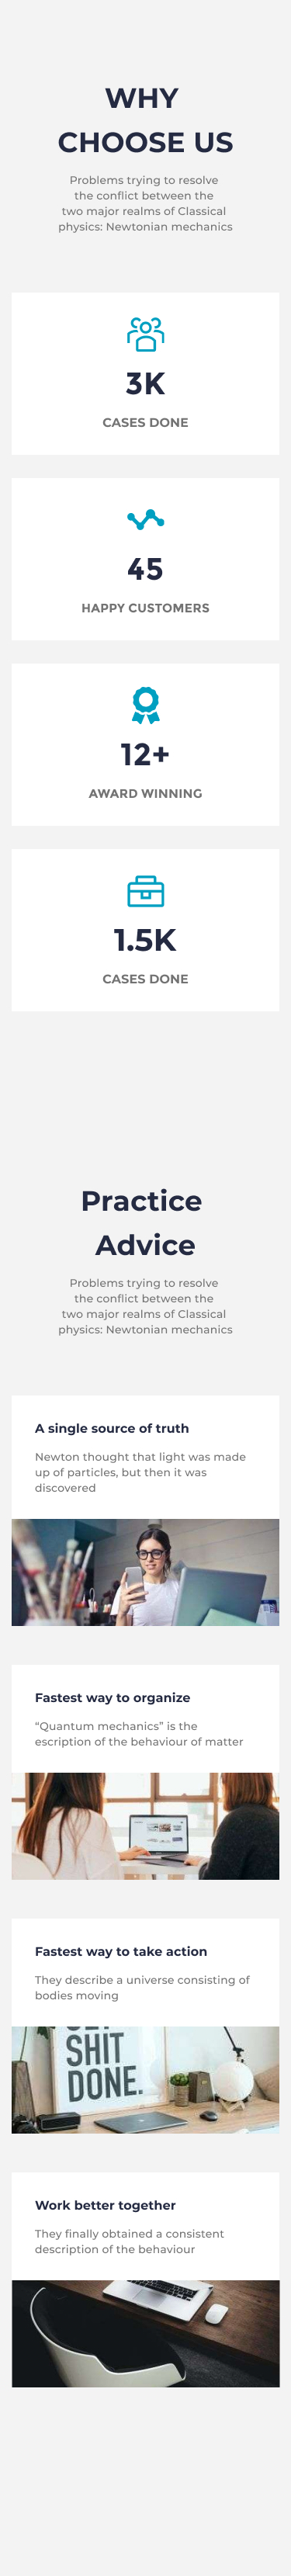 WHY
CHOOSE US
Problems trying to resolve
the conflict between the
two major realms of Classical
physics: Newtonian mechanics
3K
CASES DONE
45
HAPPY CUSTOMERS
12+
AWARD WINNING
1.5K
CASES DONE
Practice
Advice
Problems trying to resolve
the conflict between the
two major realms of Classical
physics: Newtonian mechanics
A single source of truth
Newton thought that light was made
up of particles, but then it was
discovered
Fastest way to organize
“Quantum mechanics” is the
escription of the behaviour of matter
Fastest way to take action
They describe a universe consisting of
bodies moving
SHIT
DONE.
Work better together
They finally obtained a consistent
description of the behaviour